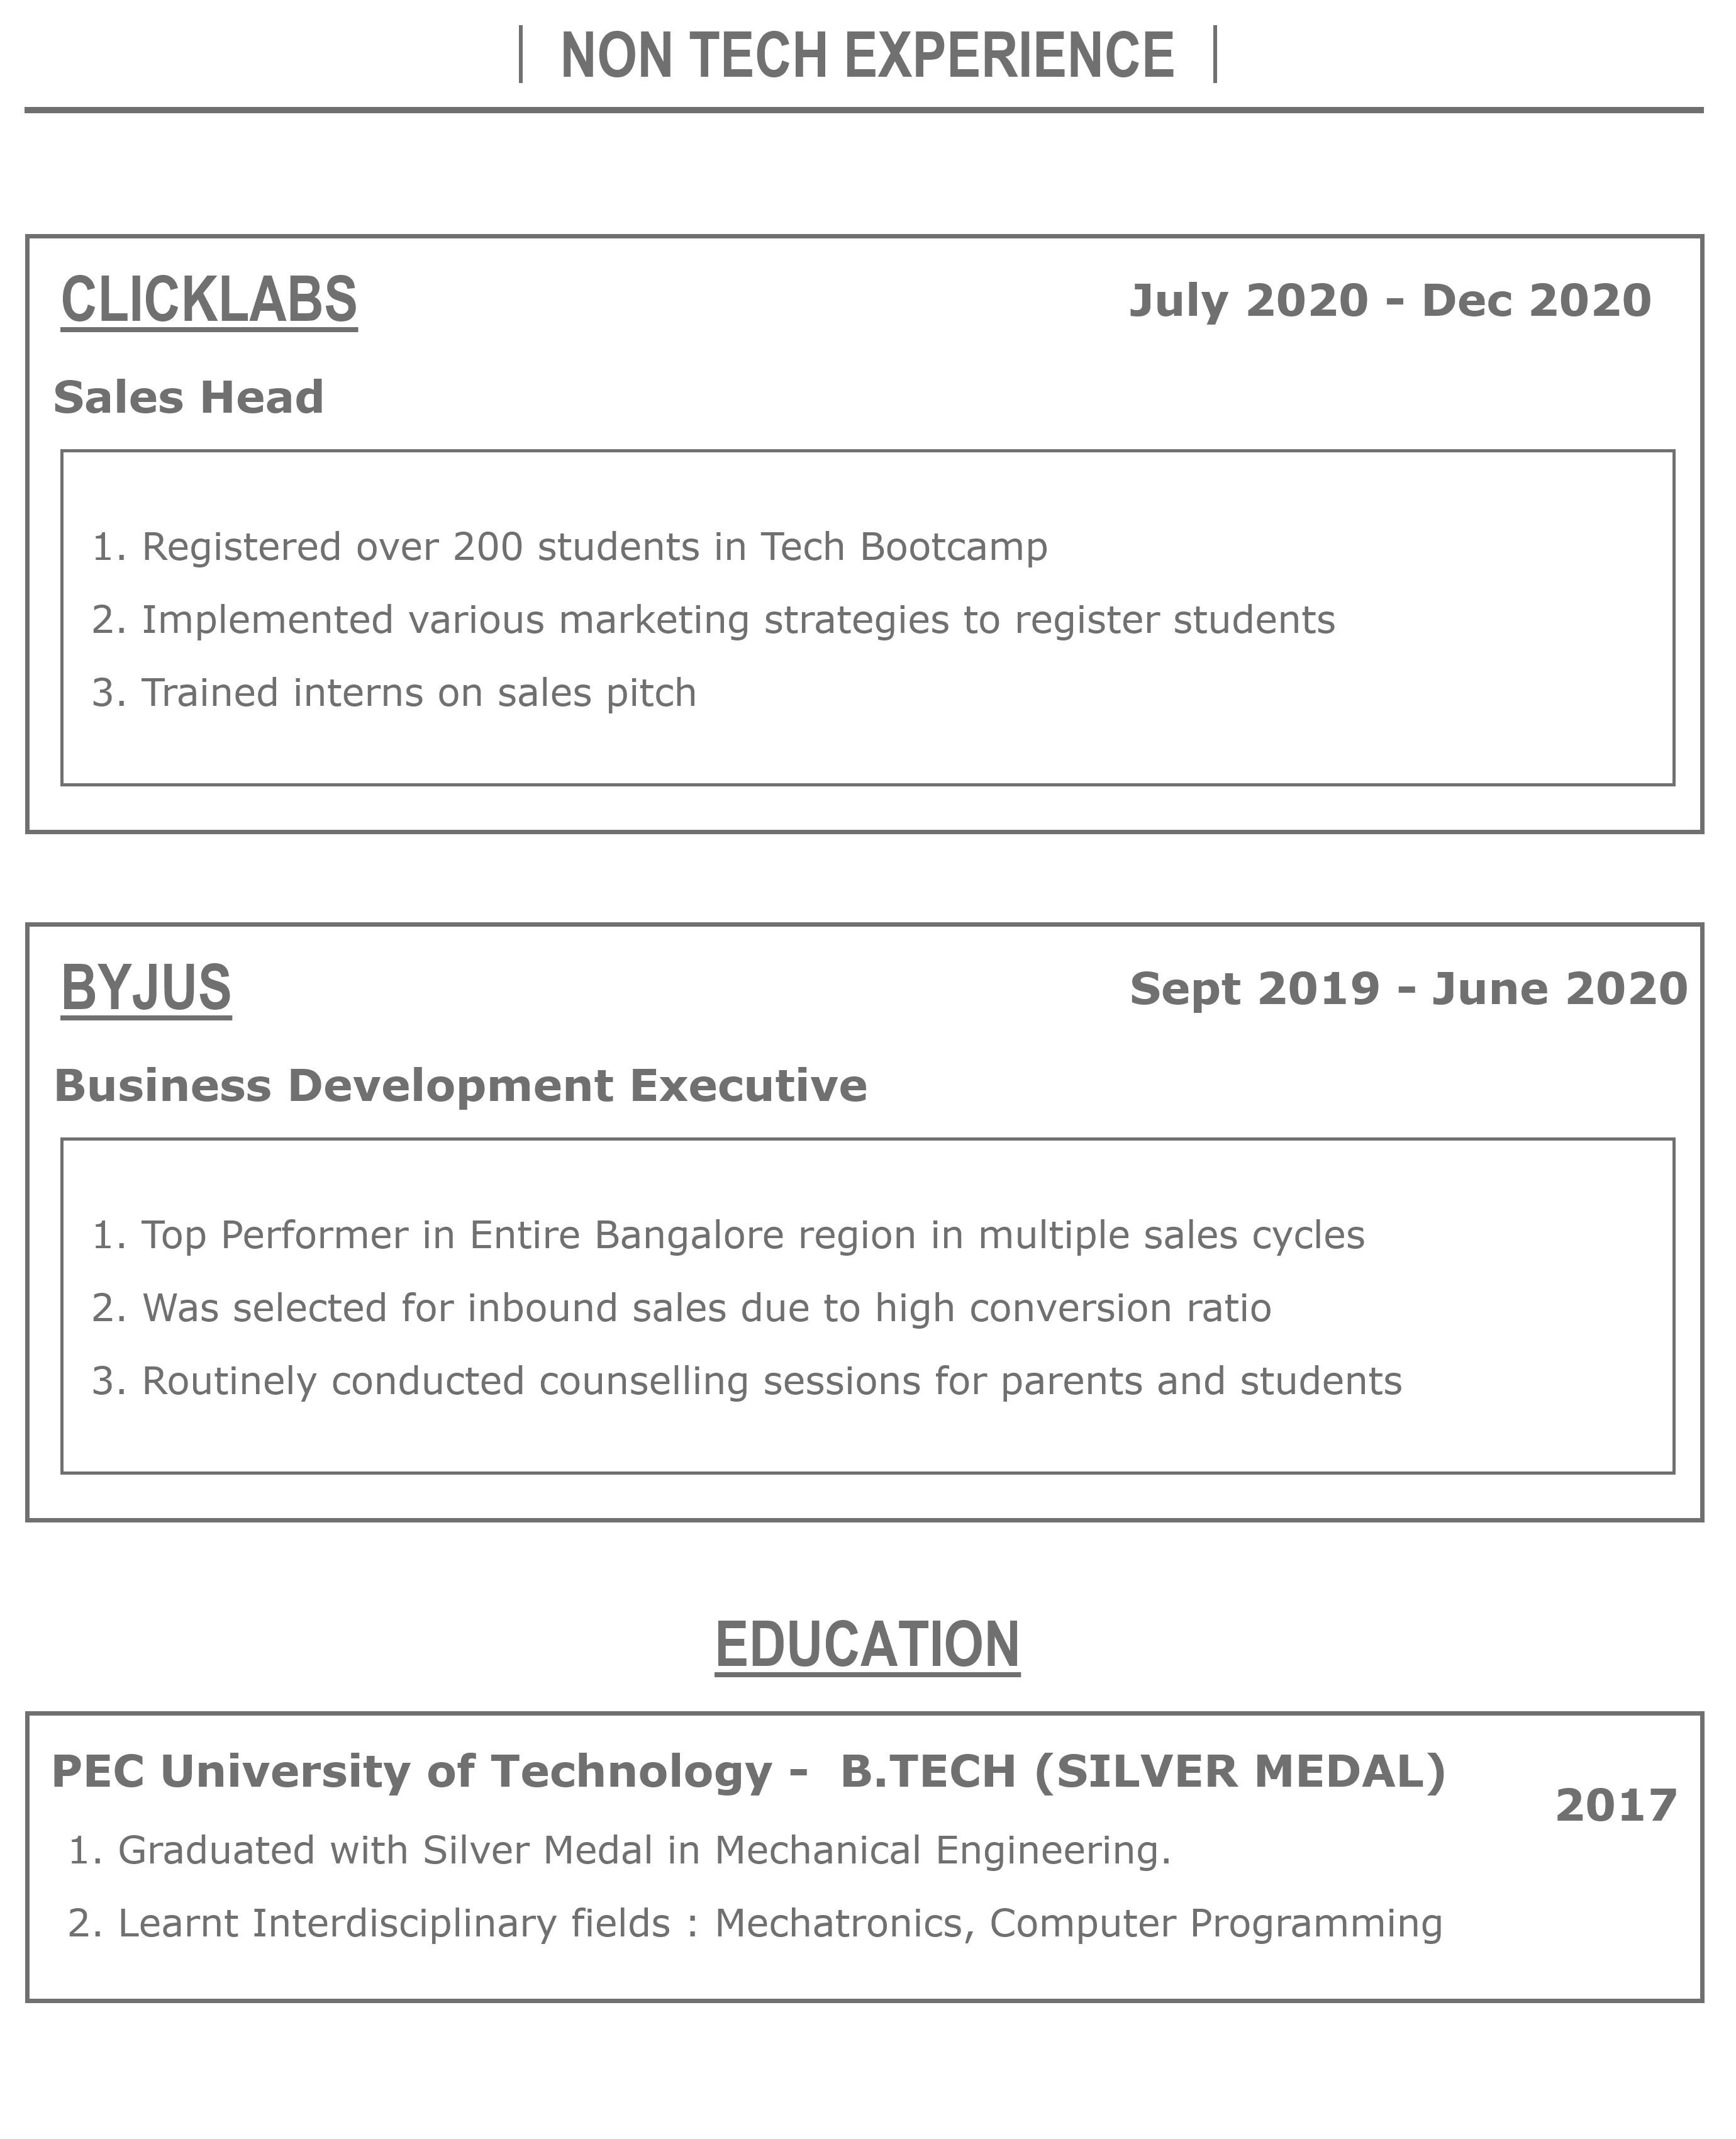 | NON TECH EXPERIENCE |
CLICKLABS July 2020 - Dec 2020
Sales Head
1. Registered over 200 students in Tech Bootcamp
2. Implemented various marketing strategies to register students
3. Trained interns on sales pitch
BYJUS Sept 2019 - June 2020
Business Development Executive
1. Top Performer in Entire Bangalore region in multiple sales cycles
2. Was selected for inbound sales due to high conversion ratio
3. Routinely conducted counselling sessions for parents and students
EDUCATION
PEC University of Technology - B.TECH (SILVER MEDAL)
2017
1. Graduated with Silver Medal in Mechanical Engineering.
2. Learnt Interdisciplinary fields : Mechatronics, Computer Programming